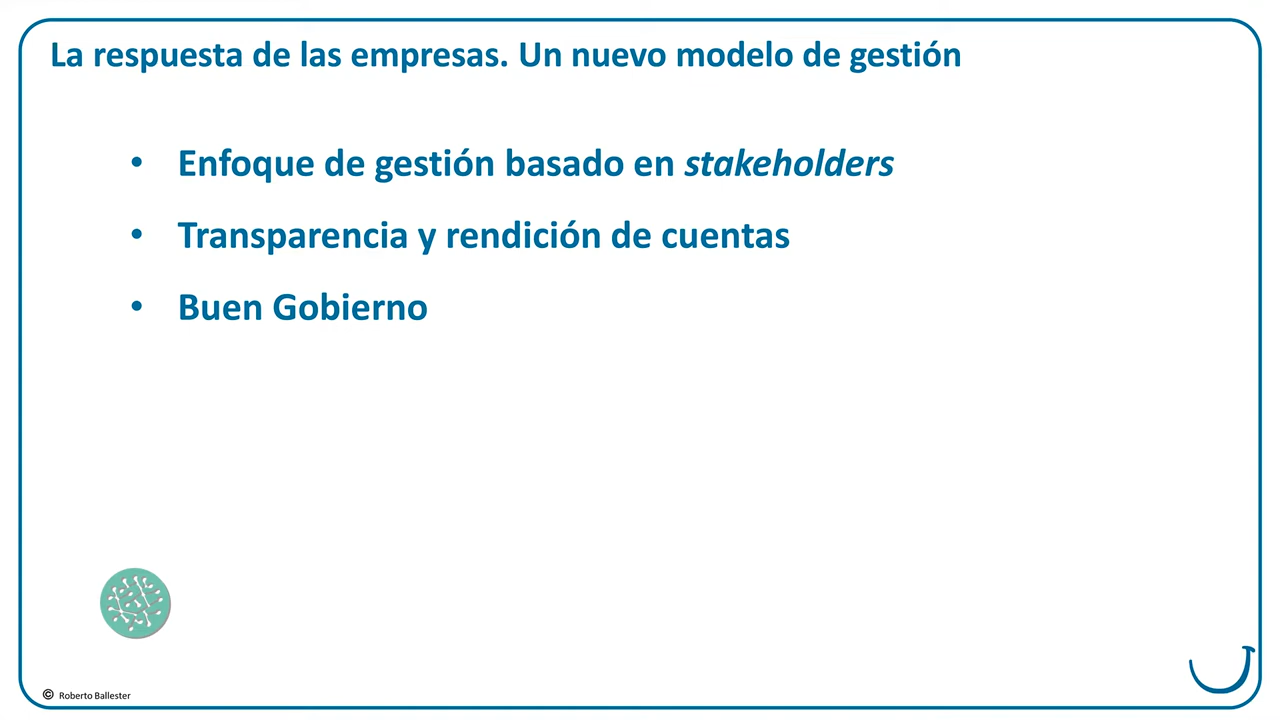 La respuesta de las empresas. Un nuevo modelo de gestión
• Enfoque de gestión basado en stakeholders
• Transparencia y rendición de cuentas
• Buen Gobierno
© Roberto Ballester